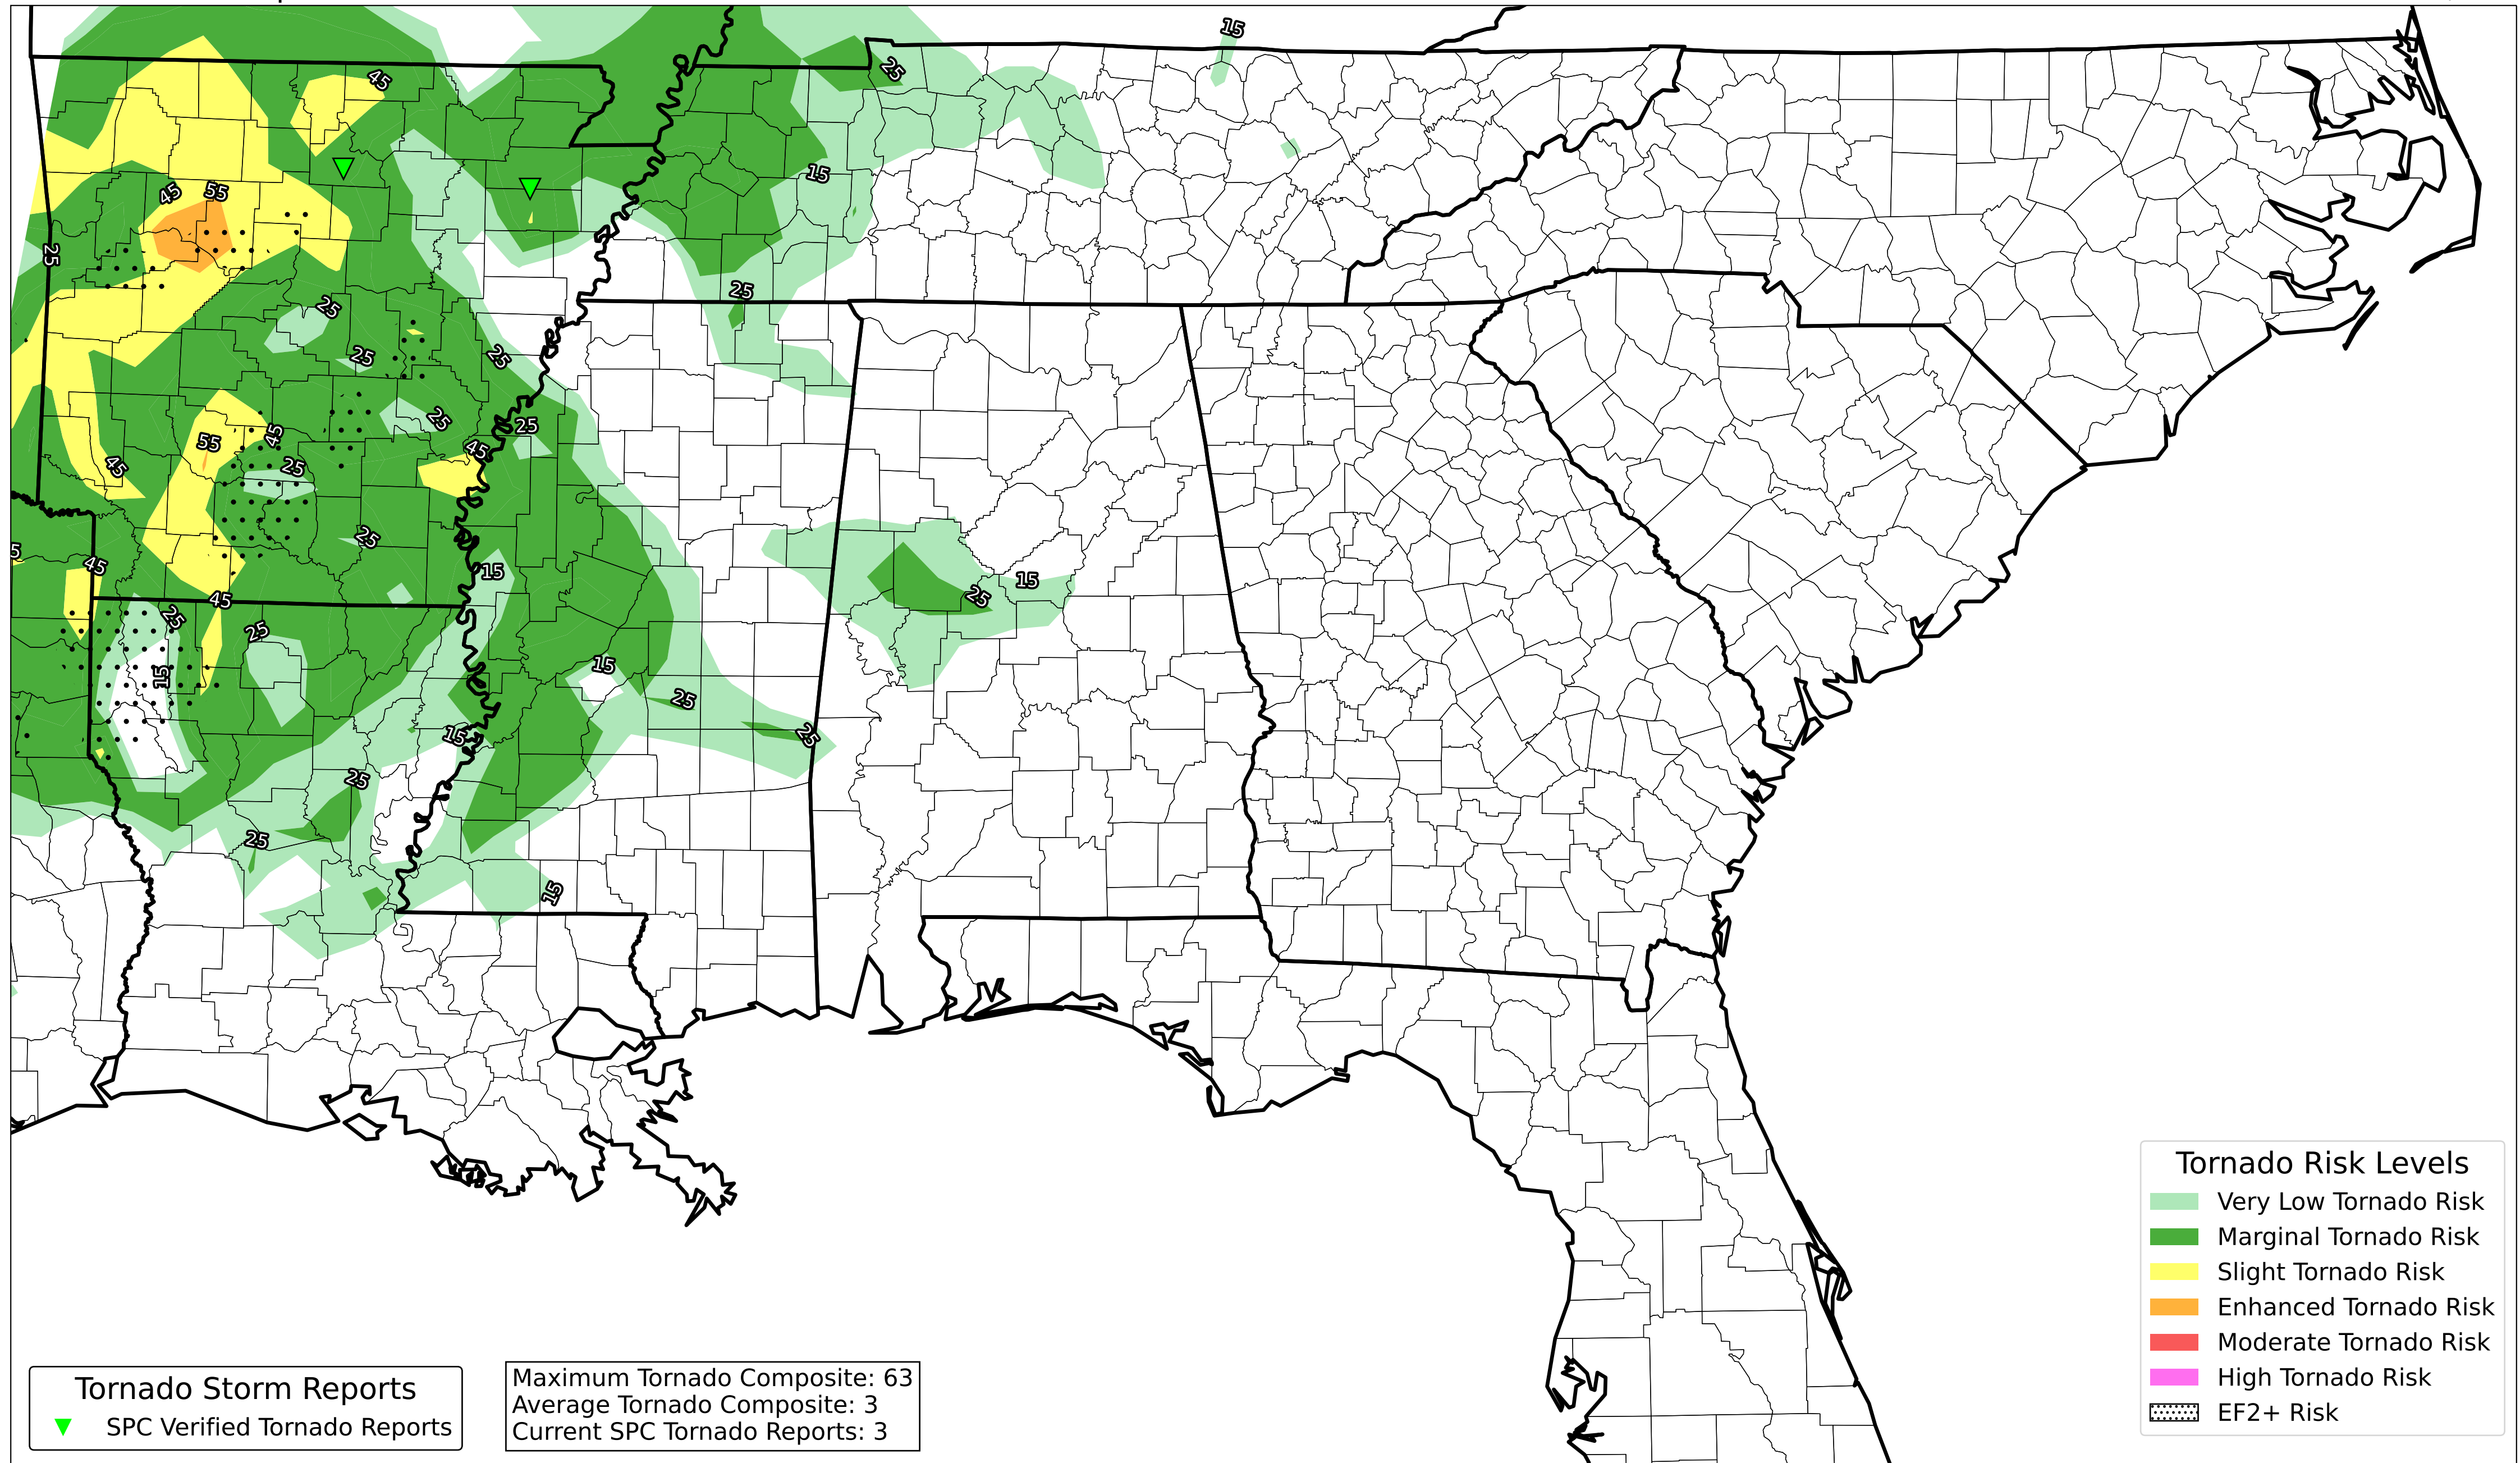 15
45
25
15
45
55
25
25
25
25
25
25
25
45
55
45
25
45
45
25
5
45
15
15
25
45
25
25
15
15
25
15
25
25
25
15
Tornado Risk Levels
Very Low Tornado Risk
Marginal Tornado Risk
Slight Tornado Risk
Enhanced Tornado Risk
Moderate Tornado Risk
High Tornado Risk
EF2+ Risk
Tornado Storm Reports
SPC Verified Tornado Reports
Maximum Tornado Composite: 63
Average Tornado Composite: 3
Current SPC Tornado Reports: 3